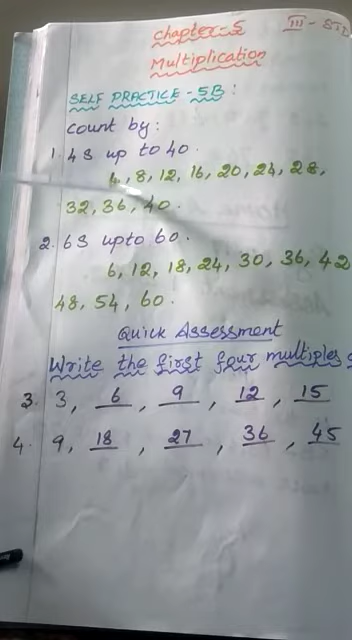 Chapter-5
III - STD
Multiplication
SELF PRACTICE - 5B :
Count by:
1. 4s up to 40.
4, 8, 12, 16, 20, 24, 28,
32, 36, 40.
2. 6s upto 60.
6, 12, 18, 24, 30, 36, 42
48, 54, 60.
Quick Assessment
Write the first four multiples
3. 3, 6, 9, 12, 15
4. 9, 18, 27, 36, 45